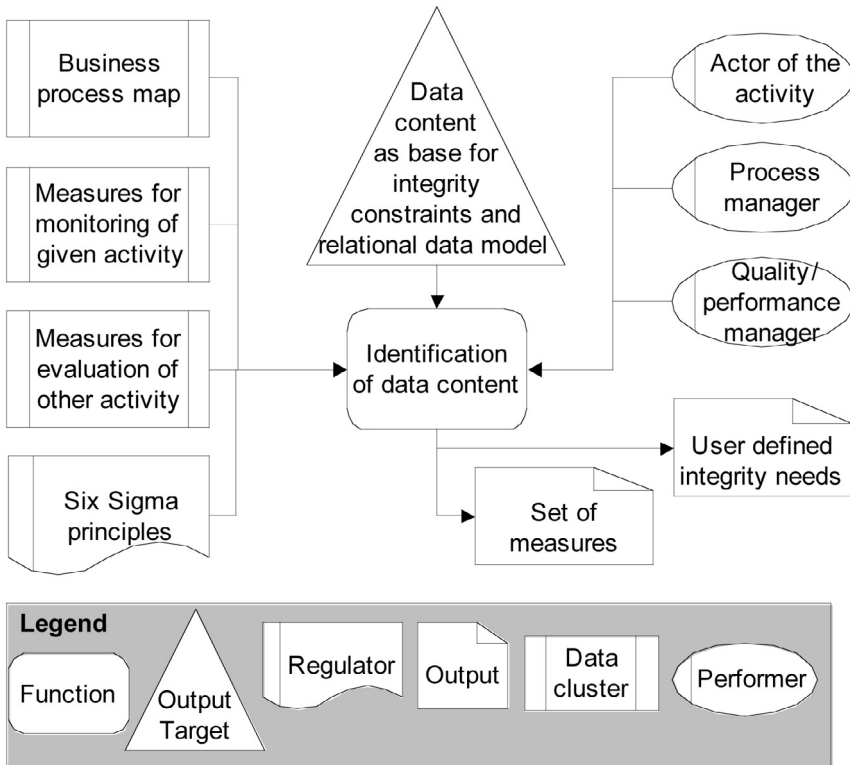 Business
process map
Measures for
monitoring of
given activity
Measures for
evaluation of
other activity
Six Sigma
principles
Data
content
as base for
integrity
constraints and
relational data model
Identification
of data content
Actor of the
activity
Process
manager
Quality/
performance
manager
User defined
integrity needs
Set of
measures
Legend
Function
Output
Target
Regulator
Output
Data
cluster
Performer